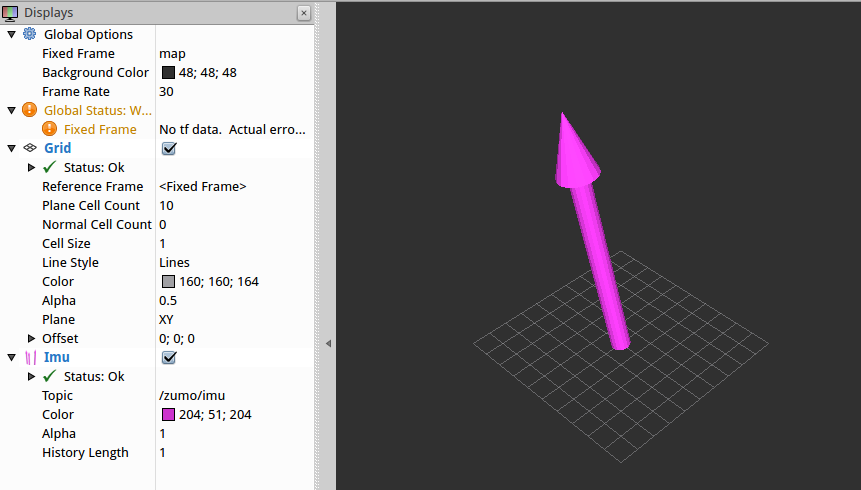 Displays
Global Options
Fixed Frame map
Background Color 48; 48; 48
Frame Rate 30
Global Status: W...
Fixed Frame No tf data.  Actual erro...
Grid
Status: Ok
Reference Frame <Fixed Frame>
Plane Cell Count 10
Normal Cell Count 0
Cell Size 1
Line Style Lines
Color 160; 160; 164
Alpha 0.5
Plane XY
Offset 0; 0; 0
Imu
Status: Ok
Topic /zumo/imu
Color 204; 51; 204
Alpha 1
History Length 1